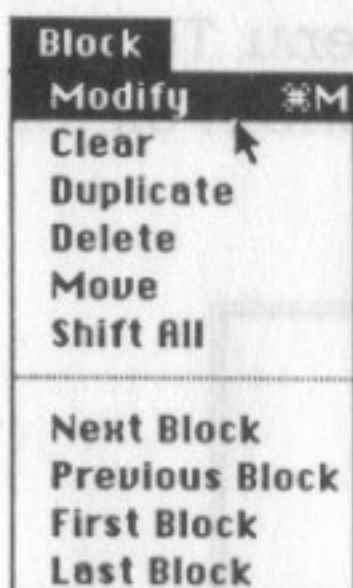 Block
Modify ⌘M
Clear
Duplicate
Delete
Move
Shift All
Next Block
Previous Block
First Block
Last Block